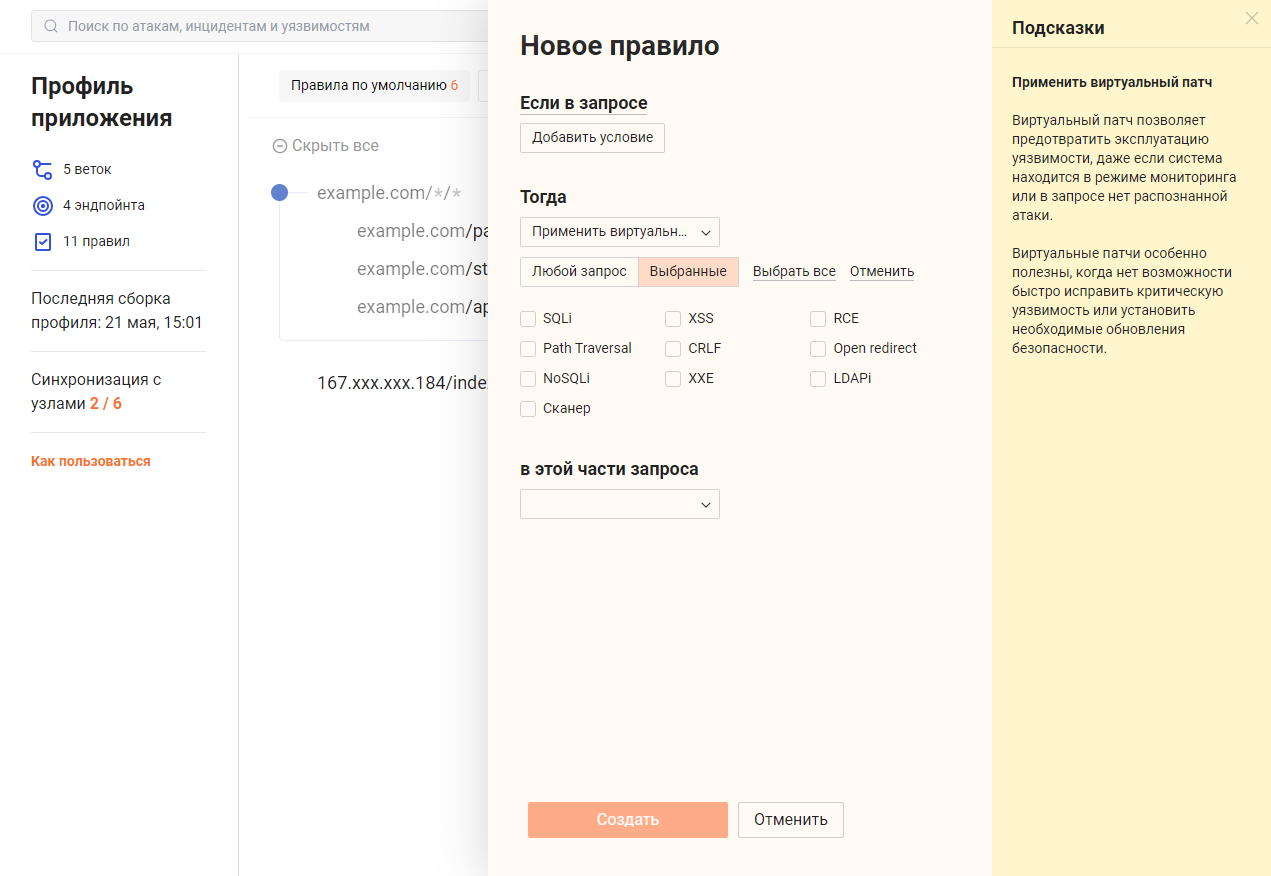 Поиск по атакам, инцидентам и уязвимостям
Профиль
приложения
5 веток
4 эндпойнта
11 правил
Последняя сборка
профиля: 21 мая, 15:01
Синхронизация с
узлами 2 / 6
Как пользоваться
Правила по умолчанию 6
Скрыть все
example.com/*/*
example.com/pa
example.com/st
example.com/ap
167.xxx.xxx.184/index
Новое правило
Если в запросе
Добавить условие
Тогда
Применить виртуальн...
Любой запрос Выбранные Выбрать все Отменить
SQLi XSS RCE
Path Traversal CRLF Open redirect
NoSQLi XXE LDAPi
Сканер
в этой части запроса
Создать Отменить
Подсказки
Применить виртуальный патч
Виртуальный патч позволяет
предотвратить эксплуатацию
уязвимости, даже если система
находится в режиме мониторинга
или в запросе нет распознанной
атаки.
Виртуальные патчи особенно
полезны, когда нет возможности
быстро исправить критическую
уязвимость или установить
необходимые обновления
безопасности.